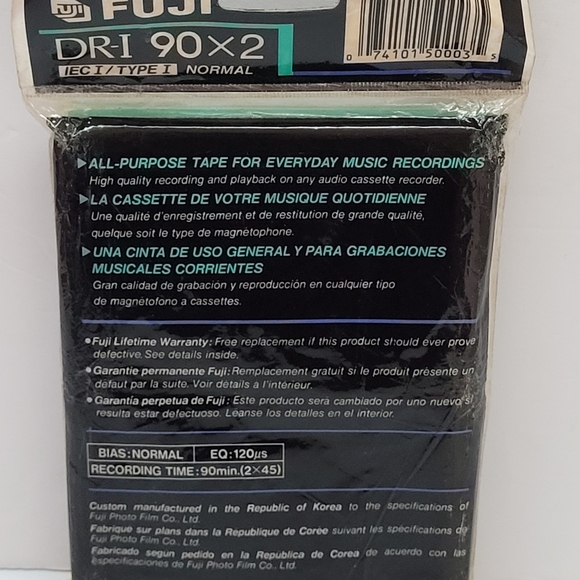 FUJI
FUJI
DR-I 90×2
IEC I/TYPE I NORMAL
0 74101 50003 5
▶ALL-PURPOSE TAPE FOR EVERYDAY MUSIC RECORDINGS
High quality recording and playback on any audio cassette recorder.
▶LA CASSETTE DE VOTRE MUSIQUE QUOTIDIENNE
Une qualité d'enregistrement et de restitution de grande qualité,
quelque soit le type de magnétophone.
▶UNA CINTA DE USO GENERAL Y PARA GRABACIONES
MUSICALES CORRIENTES
Gran calidad de grabación y reproducción en cualquier tipo
de magnetófono a cassettes.
●Fuji Lifetime Warranty: Free replacement if this product should ever prove
defective. See details inside.
●Garantie permanente Fuji: Remplacement gratuit si le produit présente un
défaut par la suite. Voir détails à l'intérieur.
●Garantía perpetua de Fuji: Este producto será cambiado por uno nuevo si
resulta estar defectuoso. Léanse los detalles en el interior.
BIAS:NORMAL EQ:120μs
RECORDING TIME:90min.(2×45)
Custom manufactured in the Republic of Korea to the specifications of
Fuji Photo Film Co., Ltd.
Fabrique sur plans dans la Republique de Corée suivant les spécifications de
Fuji Photo Film Co., Ltd.
Fabricado segun pedido en la República de Corea de acuerdo con las
especificaciones de Fuji Photo Film Co., Ltd.